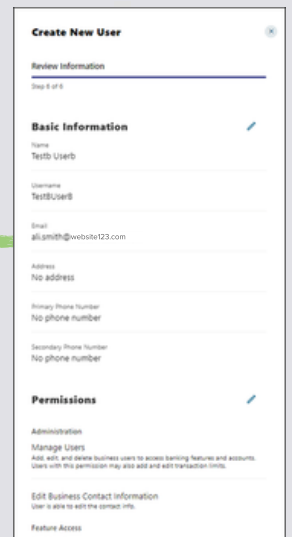 Create New User
Review Information
Step 6 of 6
Basic Information
Name
Testb Userb
Username
TestBUserB
Email
ali.smith@website123.com
Address
No address
Primary Phone Number
No phone number
Secondary Phone Number
No phone number
Permissions
Administration
Manage Users
Add, edit, and delete business users to access banking features and accounts.
Users with this permission may also add and edit transaction limits.
Edit Business Contact Information
User is able to edit the contact info.
Feature Access